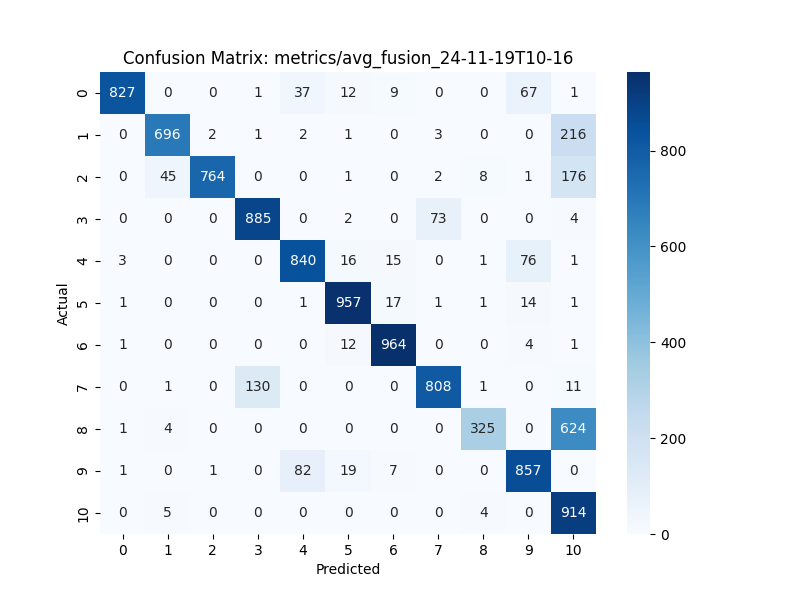 Confusion Matrix: metrics/avg_fusion_24-11-19T10-16
0 827 0 0 1 37 12 9 0 0 67 1
1 0 696 2 1 2 1 0 3 0 0 216
2 0 45 764 0 0 1 0 2 8 1 176
3 0 0 0 885 0 2 0 73 0 0 4
4 3 0 0 0 840 16 15 0 1 76 1
5 1 0 0 0 1 957 17 1 1 14 1
6 1 0 0 0 0 12 964 0 0 4 1
7 0 1 0 130 0 0 0 808 1 0 11
8 1 4 0 0 0 0 0 0 325 0 624
9 1 0 1 0 82 19 7 0 0 857 0
10 0 5 0 0 0 0 0 0 4 0 914
0 1 2 3 4 5 6 7 8 9 10
Predicted
Actual
800
600
400
200
0